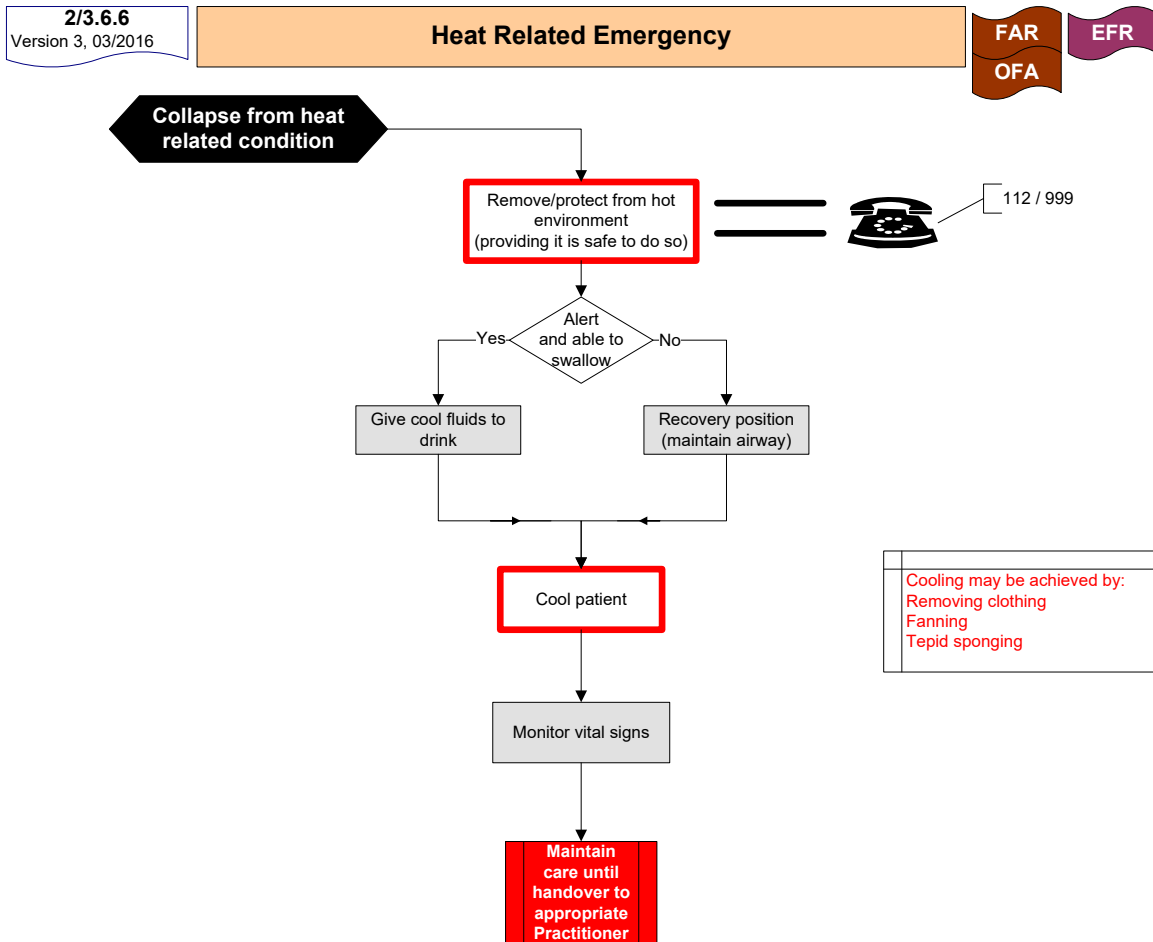 2/3.6.6
Version 3, 03/2016
Heat Related Emergency
FAR
EFR
OFA
Collapse from heat
related condition
Remove/protect from hot
environment
(providing it is safe to do so)
112 / 999
Alert
and able to
swallow
Yes
No
Give cool fluids to
drink
Recovery position
(maintain airway)
Cool patient
Cooling may be achieved by:
Removing clothing
Fanning
Tepid sponging
Monitor vital signs
Maintain
care until
handover to
appropriate
Practitioner